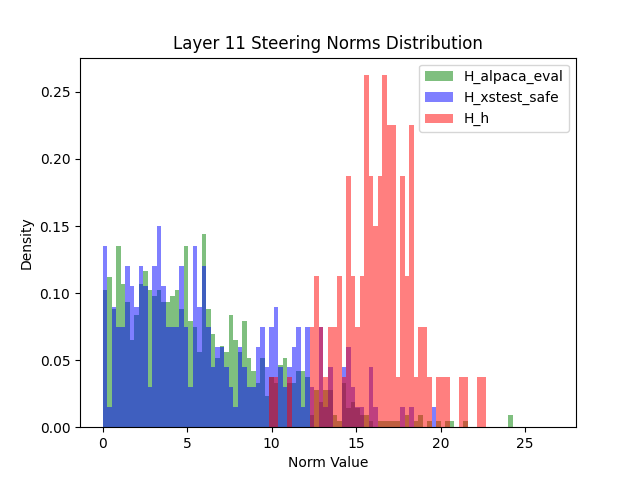 Layer 11 Steering Norms Distribution
H_alpaca_eval
H_xstest_safe
H_h
0.25
0.20
0.15
0.10
0.05
0.00
Density
0 5 10 15 20 25
Norm Value